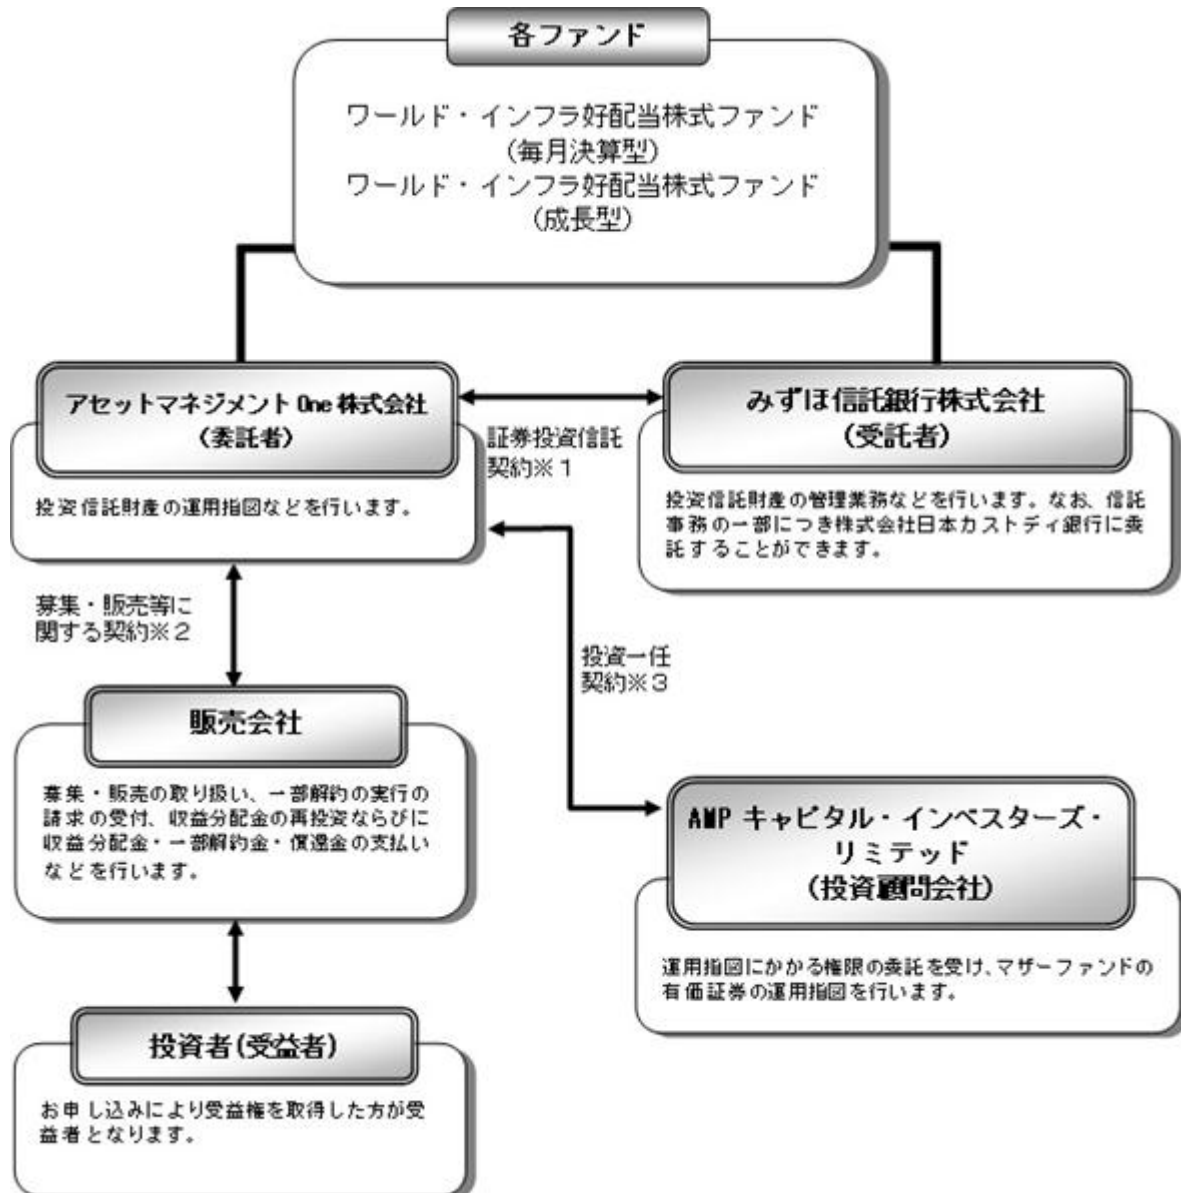 各ファンド
ワールド・インフラ好配当株式ファンド
（毎月決算型）
ワールド・インフラ好配当株式ファンド
（成長型）
アセットマネジメント One 株式会社
（委託者）
投資信託財産の運用指図などを行います。
証券投資信託
契約※１
みずほ信託銀行株式会社
（受託者）
投資信託財産の管理業務などを行います。なお、信託
事務の一部につき株式会社日本カストディ銀行に委
託することができます。
募集・販売等に
関する契約※２
投資一任
契約※３
販売会社
募集・販売の取り扱い、一部解約の実行の
請求の受付、収益分配金の再投資ならびに
収益分配金・一部解約金・償還金の支払い
などを行います。
AMP キャピタル・インベスターズ・
リミテッド
（投資顧問会社）
運用指図にかかる権限の委託を受け、マザーファンドの
有価証券の運用指図を行います。
投資者（受益者）
お申し込みにより受益権を取得した方が受
益者となります。